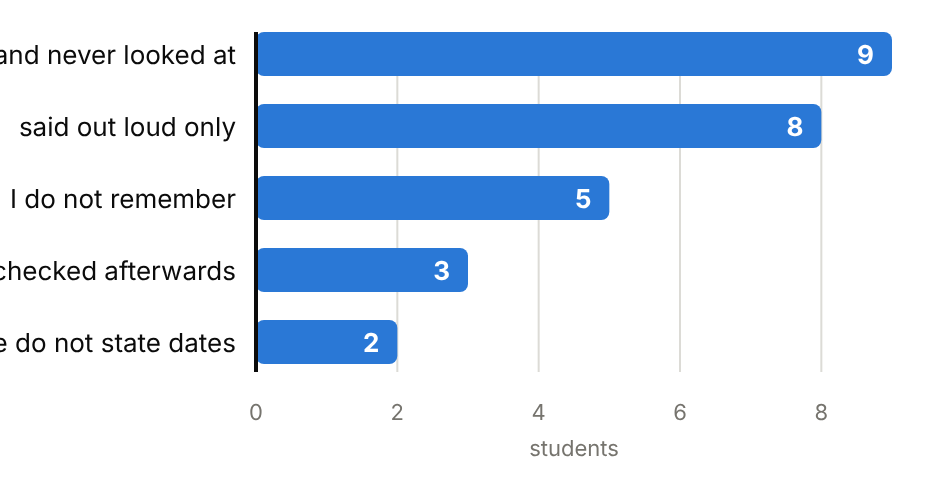 and never looked at
9
said out loud only
8
I do not remember
5
checked afterwards
3
do not state dates
2
0 2 4 6 8
students